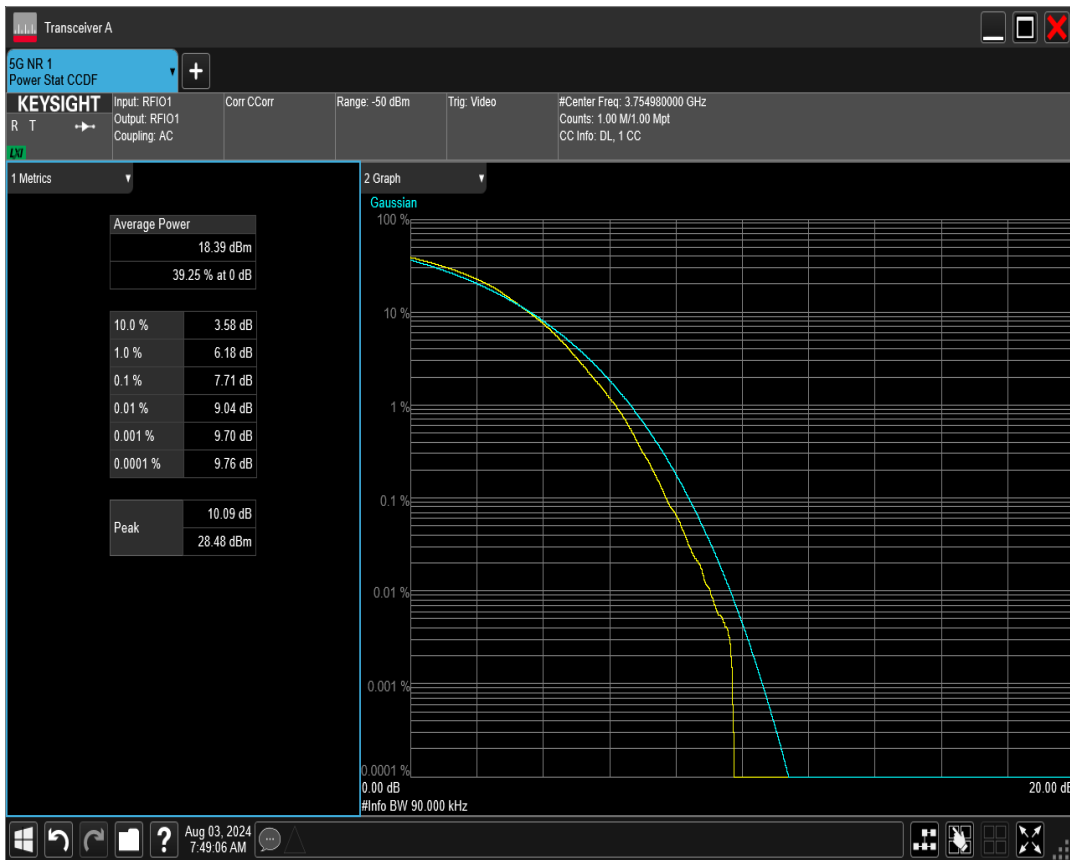 Transceiver A
5G NR 1
Power Stat CCDF
KEYSIGHT
R T
LXI
Input: RFIO1
Output: RFIO1
Coupling: AC
Corr CCorr
Range: -50 dBm
Trig: Video
#Center Freq: 3.754980000 GHz
Counts: 1.00 M/1.00 Mpt
CC Info: DL, 1 CC
1 Metrics
Average Power
18.39 dBm
39.25 % at 0 dB
10.0 % 3.58 dB
1.0 % 6.18 dB
0.1 % 7.71 dB
0.01 % 9.04 dB
0.001 % 9.70 dB
0.0001 % 9.76 dB
Peak
10.09 dB
28.48 dBm
2 Graph
Gaussian
100 %
10 %
1 %
0.1 %
0.01 %
0.001 %
0.0001 %
0.00 dB 20.00 dB
#Info BW 90.000 kHz
Aug 03, 2024
7:49:06 AM